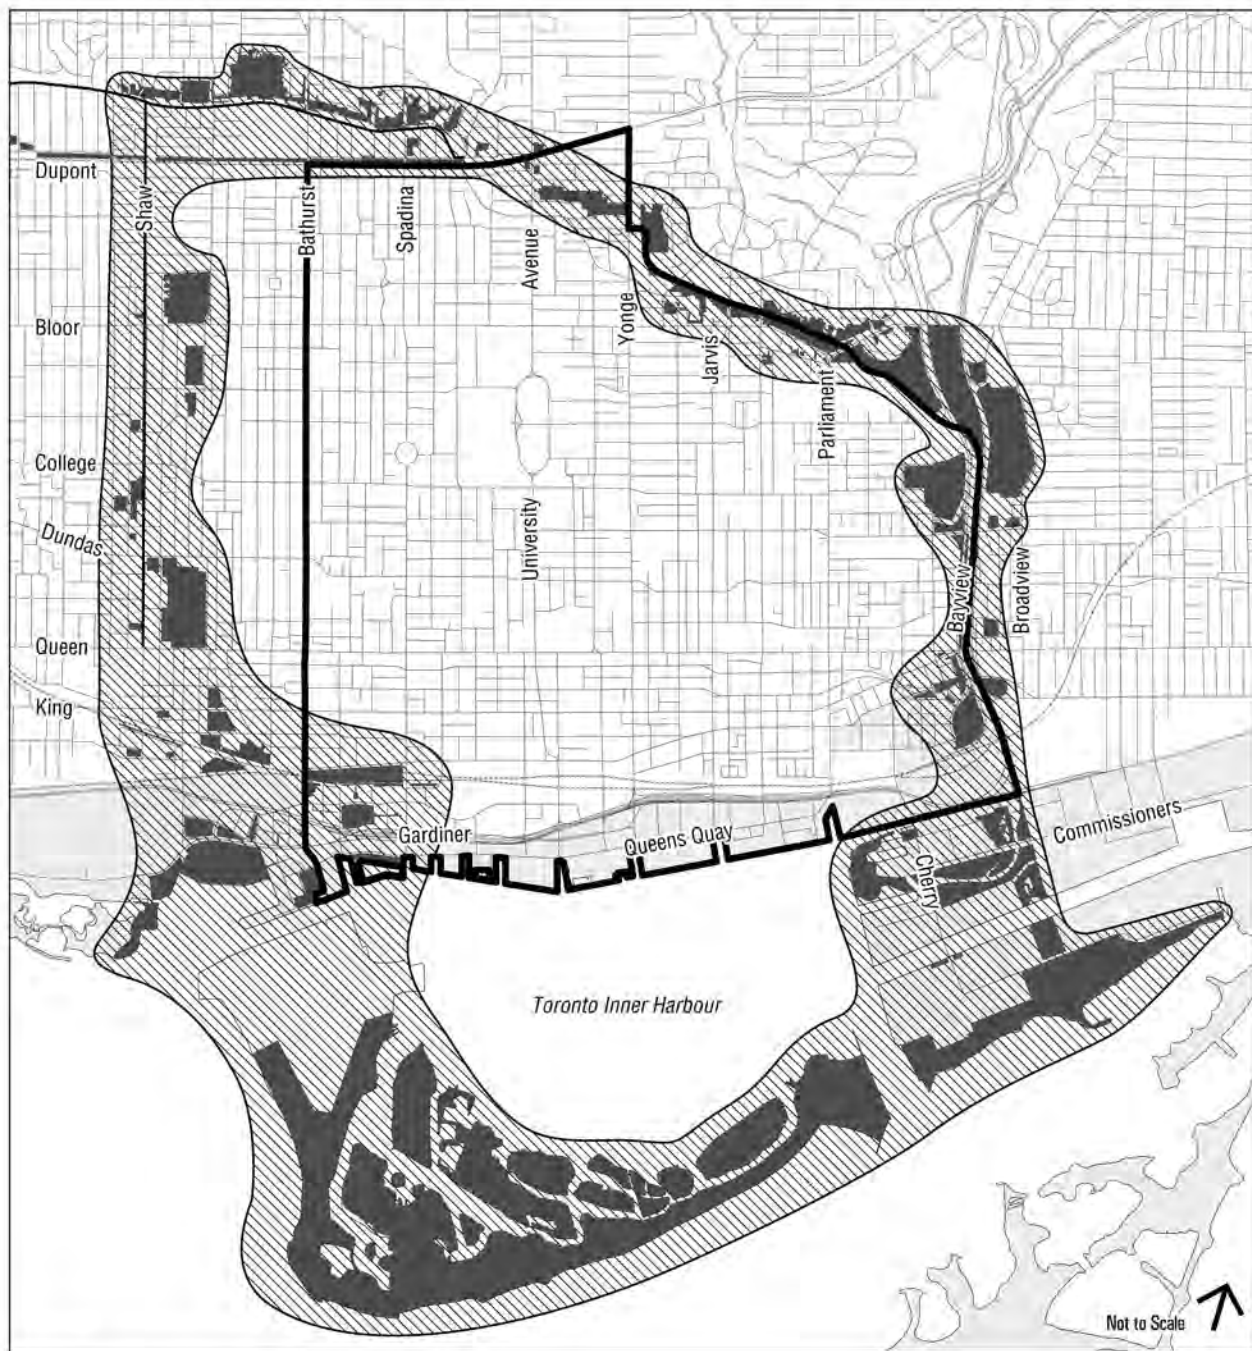 Dupont
Shaw
Bathurst
Spadina
Avenue
Yonge
Bloor
Jarvis
Parliament
College
University
Dundas
Bayview
Broadview
Queen
King
Gardiner
Queens Quay
Commissioners
Cherry
Toronto Inner Harbour
Not to Scale